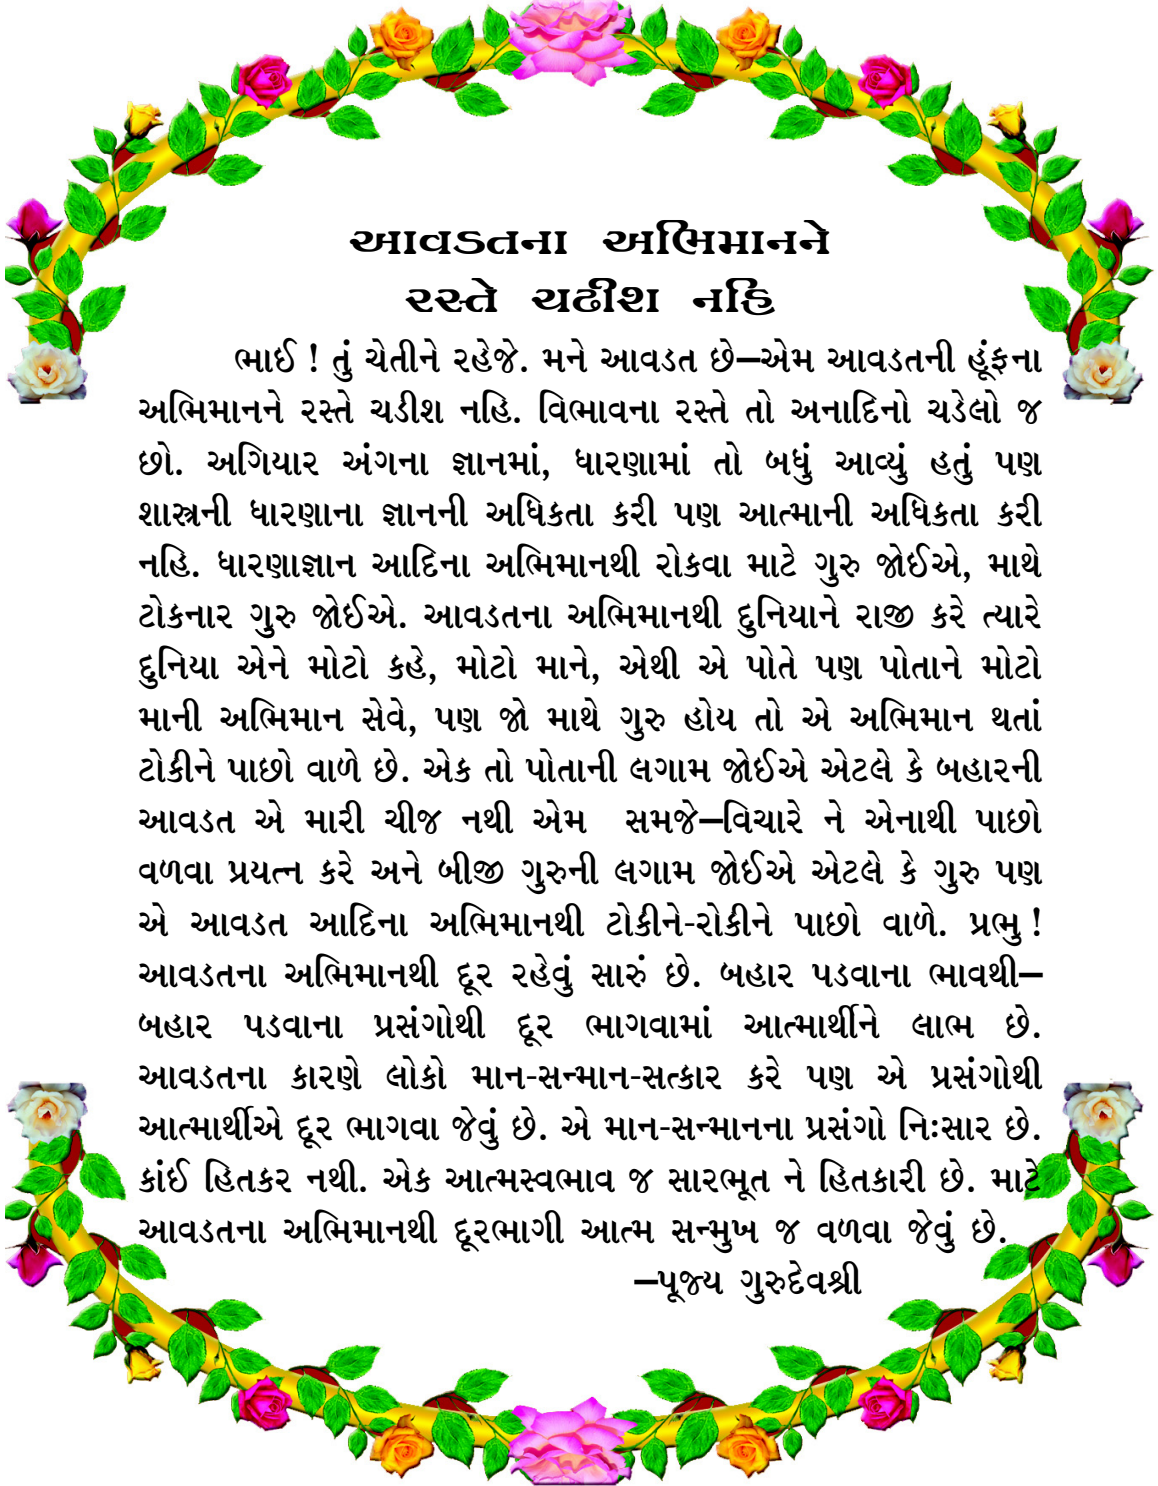 આવડતના અભિમાનને
રસ્તે ચઢીશ નહિ
ભાઈ ! તું ચેતીને રહેજે. મને આવડત છે—એમ આવડતની હૂંફના
અભિમાનને રસ્તે ચડીશ નહિ. વિભાવના રસ્તે તો અનાદિનો ચડેલો જ
છો. અગિયાર અંગના જ્ઞાનમાં, ધારણામાં તો બધું આવ્યું હતું પણ
શાસ્ત્રની ધારણાના જ્ઞાનની અધિકતા કરી પણ આત્માની અધિકતા કરી
નહિ. ધારણાજ્ઞાન આદિના અભિમાનથી રોકવા માટે ગુરુ જોઈએ, માથે
ટોકનાર ગુરુ જોઈએ. આવડતના અભિમાનથી દુનિયાને રાજી કરે ત્યારે
દુનિયા એને મોટો કહે, મોટો માને, એથી એ પોતે પણ પોતાને મોટો
માની અભિમાન સેવે, પણ જો માથે ગુરુ હોય તો એ અભિમાન થતાં
ટોકીને પાછો વાળે છે. એક તો પોતાની લગામ જોઈએ એટલે કે બહારની
આવડત એ મારી ચીજ નથી એમ સમજે—વિચારે ને એનાથી પાછો
વળવા પ્રયત્ન કરે અને બીજી ગુરુની લગામ જોઈએ એટલે કે ગુરુ પણ
એ આવડત આદિના અભિમાનથી ટોકીને-રોકીને પાછો વાળે. પ્રભુ !
આવડતના અભિમાનથી દૂર રહેવું સારું છે. બહાર પડવાના ભાવથી—
બહાર પડવાના પ્રસંગોથી દૂર ભાગવામાં આત્માર્થીને લાભ છે.
આવડતના કારણે લોકો માન-સન્માન-સત્કાર કરે પણ એ પ્રસંગોથી
આત્માર્થીએ દૂર ભાગવા જેવું છે. એ માન-સન્માનના પ્રસંગો નિઃસાર છે.
કાંઈ હિતકર નથી. એક આત્મસ્વભાવ જ સારભૂત ને હિતકારી છે. માટે
આવડતના અભિમાનથી દૂરભાગી આત્મ સન્મુખ જ વળવા જેવું છે.
—પૂજ્ય ગુરુદેવશ્રી